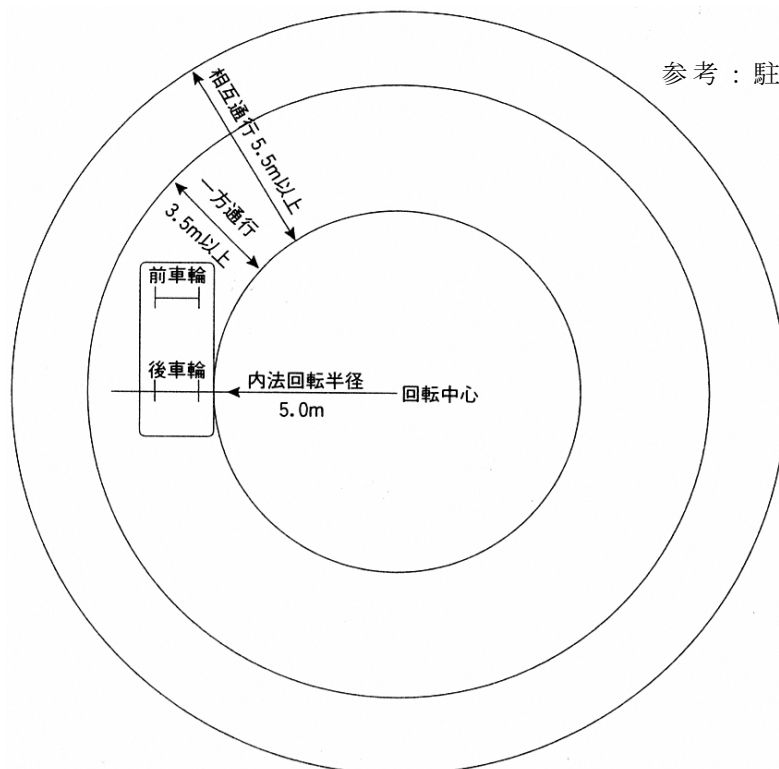 参考：駐
相互通行 5.5m以上
一方通行
3.5m以上
前車輪
後車輪
内法回転半径
5.0m
回転中心